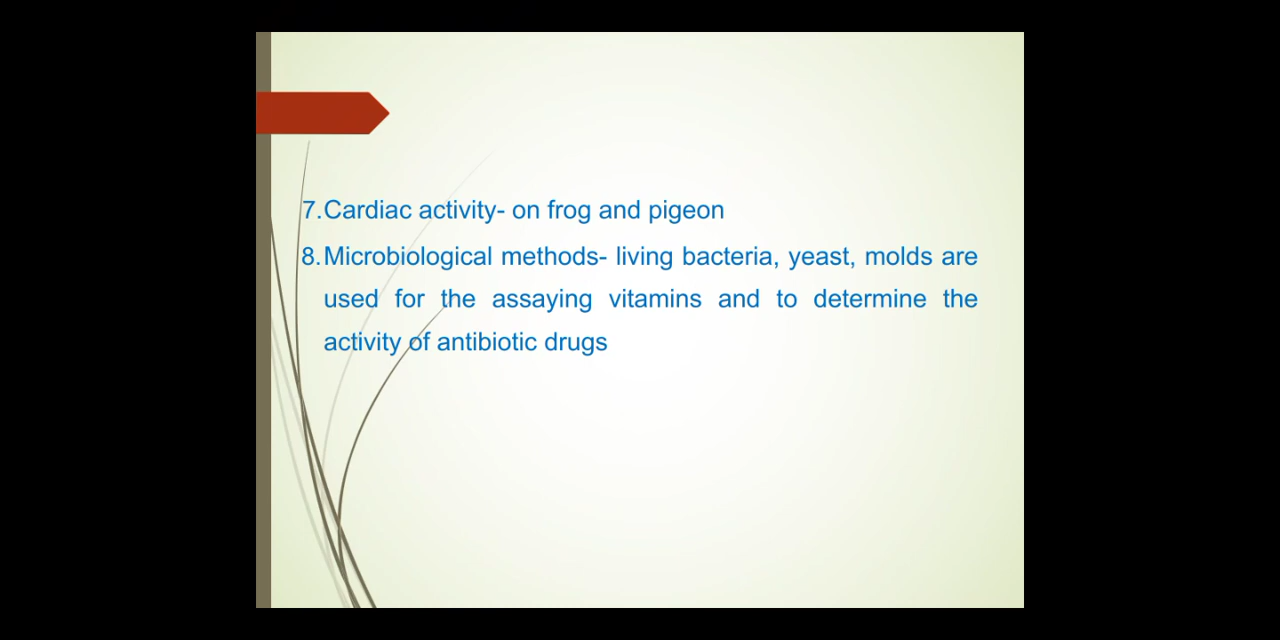 7.Cardiac activity- on frog and pigeon
8.Microbiological methods- living bacteria, yeast, molds are
used for the assaying vitamins and to determine the
activity of antibiotic drugs